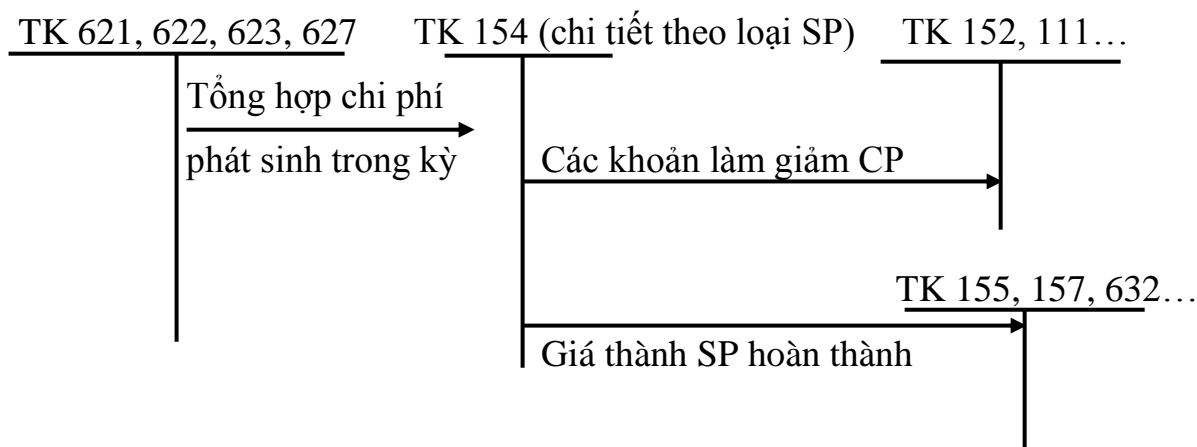 TK 621, 622, 623, 627
TK 154 (chi tiết theo loại SP)
TK 152, 111…
Tổng hợp chi phí
phát sinh trong kỳ
Các khoản làm giảm CP
TK 155, 157, 632…
Giá thành SP hoàn thành